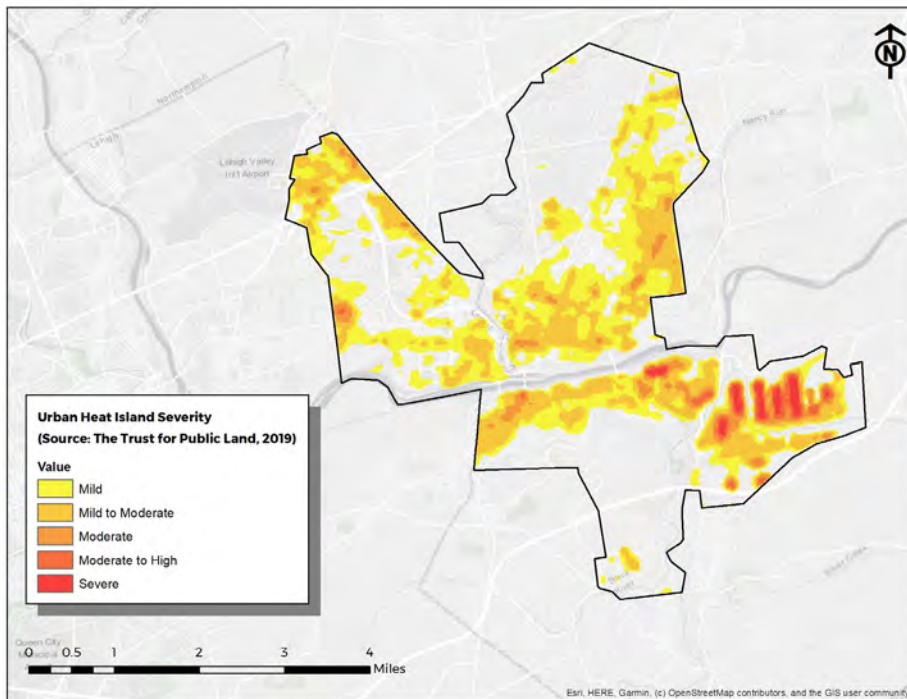 N
Northampton
Lehigh
Lehigh Valley
Int'l Airport
Nancy Run
Urban Heat Island Severity
(Source: The Trust for Public Land, 2019)
Value
Mild
Mild to Moderate
Moderate
Moderate to High
Severe
Queen City
0 0.5 1 2 3 4
Miles
Esri, HERE, Garmin, (c) OpenStreetMap contributors, and the GIS user community